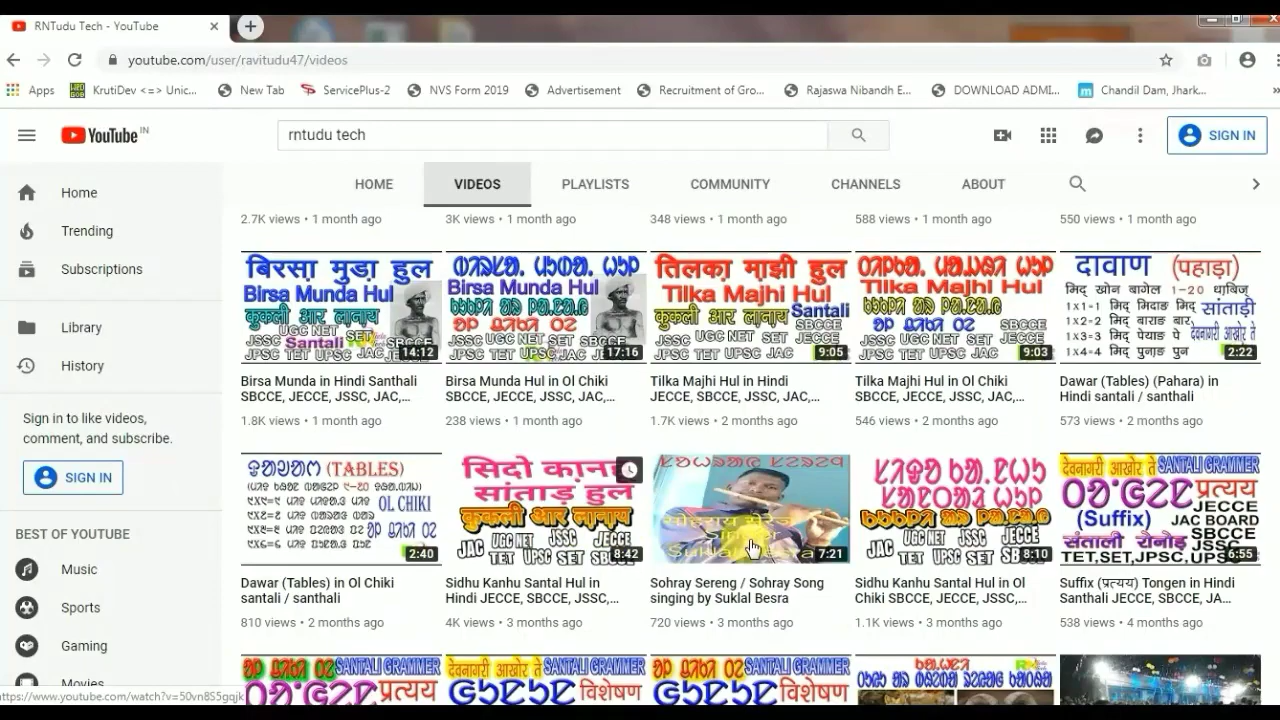 RNTudu Tech - YouTube
youtube.com/user/ravitudu47/videos
Apps
KrutiDev <=> Unic...
New Tab
ServicePlus-2
NVS Form 2019
Advertisement
Recruitment of Gro...
Rajaswa Nibandh E...
DOWNLOAD ADMI...
Chandil Dam, Jhark...
YouTube IN
rntudu tech
SIGN IN
HOME
VIDEOS
PLAYLISTS
COMMUNITY
CHANNELS
ABOUT
Home
Trending
Subscriptions
Library
History
Sign in to like videos,
comment, and subscribe.
SIGN IN
BEST OF YOUTUBE
Music
Sports
Gaming
Movies
https://www.youtube.com/watch?v=50vn8S5gqjk
2.7K views • 1 month ago
3K views • 1 month ago
348 views • 1 month ago
588 views • 1 month ago
550 views • 1 month ago
बिरसा मुडा हुल
Birsa Munda Hul
कुकली आर लानाय
UGC NET SET
JSSC Santali SBCCE
JPSC TET UPSC JAC
14:12
Birsa Munda Hul
JSSC UGC NET SET JECCE
JPSC TET UPSC
17:16
तिलका माझी हुल
Tilka Majhi Hul
कुकली आर लानाय Santali
JSSC UGC NET SET SBCCE JECCE
JPSC TET UPSC JAC
9:05
Tilka Majhi Hul
SBCCE
JSSC UGC NET SET JECCE
JPSC TET UPSC JAC
9:03
दावाण (पहाड़ा)
मिद् खोन बागेल 1-20 धाबिज्
1x1=1 मिद् मिदाङ मिद् सांताड़ी
1x2=2 मिद् बाराङ बार
1x3=3 मिद् पेयाङ पे
1x4=4 मिद् पुनाङ पुन
2:22
Birsa Munda in Hindi Santhali
SBCCE, JECCE, JSSC, JAC,...
1.8K views • 1 month ago
Birsa Munda Hul in Ol Chiki
SBCCE, JECCE, JSSC, JAC,...
238 views • 1 month ago
Tilka Majhi Hul in Hindi
JECCE, SBCCE, JSSC, JAC,...
1.7K views • 2 months ago
Tilka Majhi Hul in Ol Chiki
SBCCE, JECCE, JSSC, JAC,...
546 views • 2 months ago
Dawar (Tables) (Pahara) in
Hindi santali / santhali
573 views • 2 months ago
(TABLES)
OL CHIKI
2:40
सिदो कानहु
सांताड़ हुल
कुकली आर लानाय
JAC UGC NET JSSC JECCE
TET UPSC SET SBCCE
8:42
7:21
JAC UGC NET JSSC JECCE
TET UPSC SET
8:10
देवनागरी आखोर ते SANTALI GRAMMER
प्रत्यय
(Suffix) JECCE
JAC BOARD
SBCCE
संताली रोनोड़ JSSC
TET,SET,JPSC,UPSC
6:55
Dawar (Tables) in Ol Chiki
santali / santhali
810 views • 2 months ago
Sidhu Kanhu Santal Hul in
Hindi JECCE, SBCCE, JSSC,...
4K views • 3 months ago
Sohray Sereng / Sohray Song
singing by Suklal Besra
720 views • 3 months ago
Sidhu Kanhu Santal Hul in Ol
Chiki SBCCE, JECCE, JSSC,...
1.1K views • 3 months ago
Suffix (प्रत्यय) Tongen in Hindi
Santhali JECCE, SBCCE, JA...
538 views • 4 months ago
SANTALI GRAMMER
प्रत्यय
देवनागरी आखोर ते SANTALI GRAMMER
विशेषण
SANTALI GRAMMER
विशेषण